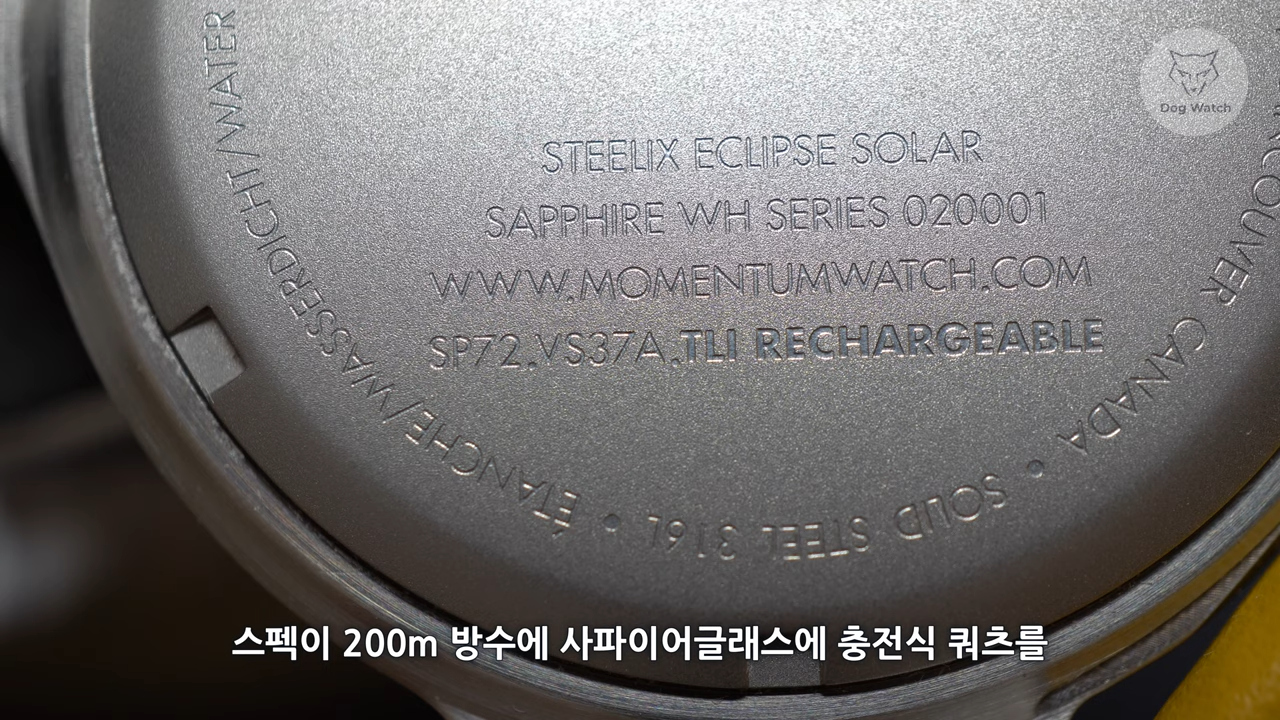 Dog Watch
STEELIX ECLIPSE SOLAR
SAPPHIRE WH SERIES 020001
WWW.MOMENTUMWATCH.COM
SP72.VS37A.TLI RECHARGEABLE
COUVER CANADA • SOLID STEEL 316L • ÉTANCHE/WASSERDICHT/WATER
스펙이 200m 방수에 사파이어글래스에 충전식 쿼츠를